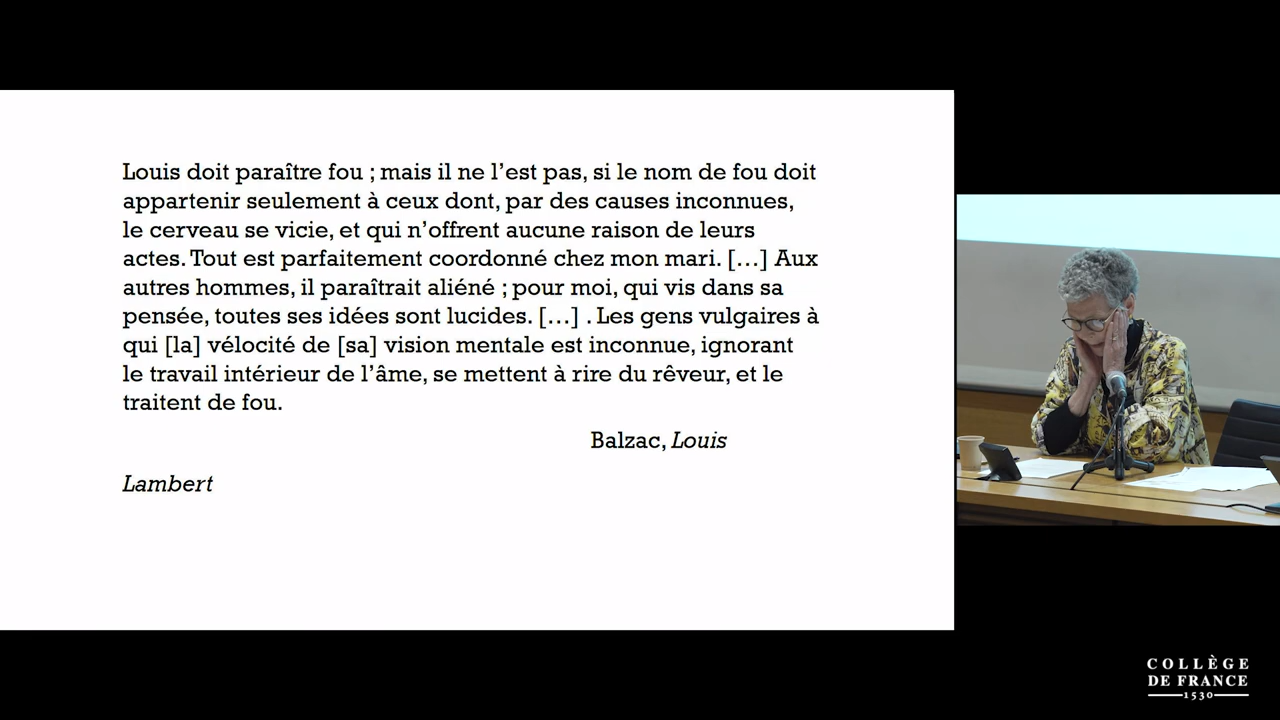 Louis doit paraître fou ; mais il ne l’est pas, si le nom de fou doit
appartenir seulement à ceux dont, par des causes inconnues,
le cerveau se vicie, et qui n’offrent aucune raison de leurs
actes. Tout est parfaitement coordonné chez mon mari. […] Aux
autres hommes, il paraîtrait aliéné ; pour moi, qui vis dans sa
pensée, toutes ses idées sont lucides. […] . Les gens vulgaires à
qui [la] vélocité de [sa] vision mentale est inconnue, ignorant
le travail intérieur de l’âme, se mettent à rire du rêveur, et le
traitent de fou.
Balzac, Louis
Lambert
COLLÈGE
DE FRANCE
1530